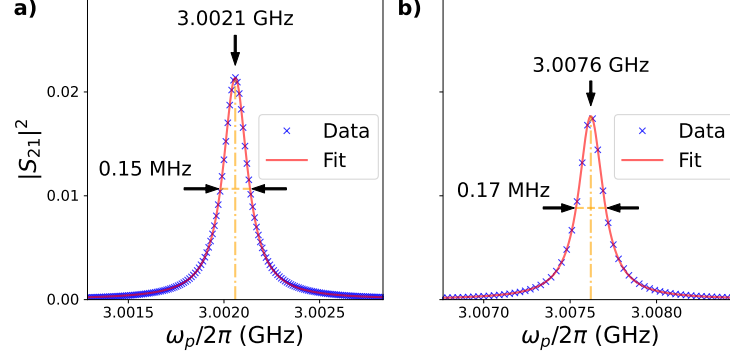 a)
3.0021 GHz
0.02
0.01
0.00
|S₂₁|²
0.15 MHz
Data
Fit
3.0015
3.0020
3.0025
ωₚ/2π (GHz)
b)
3.0076 GHz
0.17 MHz
Data
Fit
3.0070
3.0075
3.0080
ωₚ/2π (GHz)